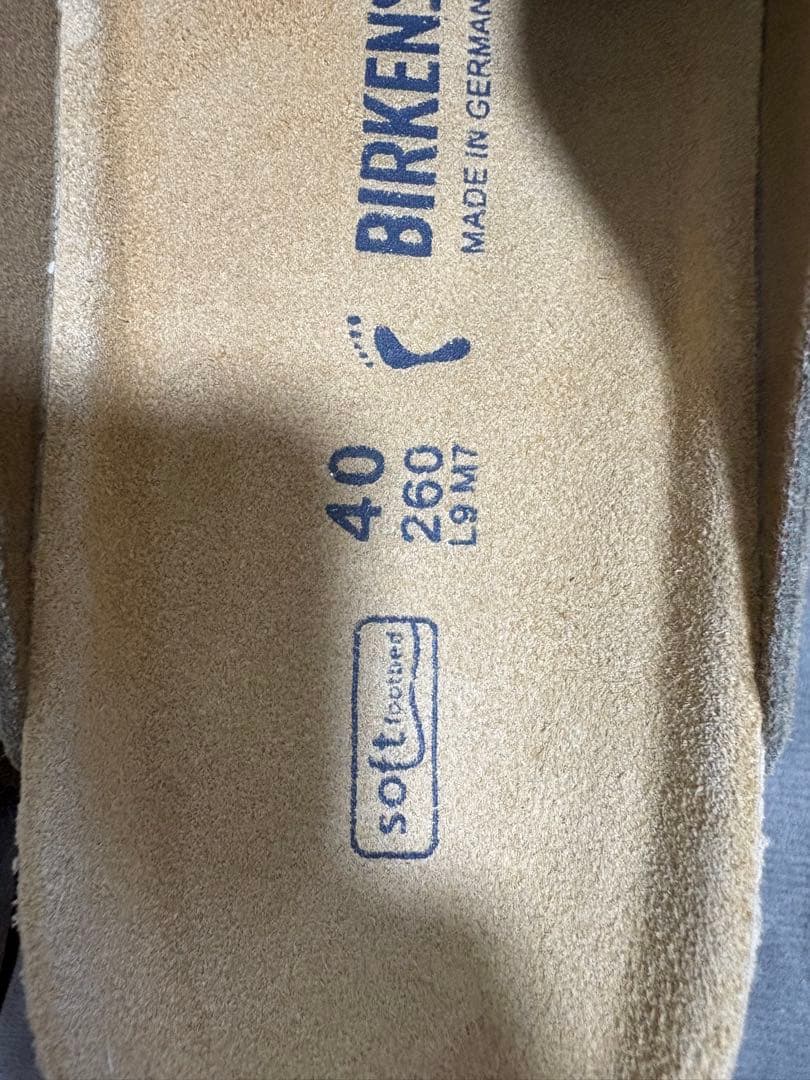 BIRKENS
MADE IN GERMAN
40
260
L9 M7
soft footbed